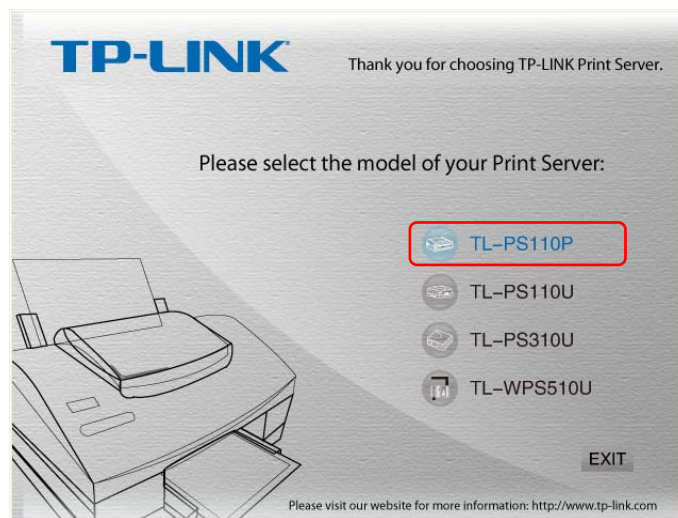 TP-LINK
Thank you for choosing TP-LINK Print Server.
Please select the model of your Print Server:
TL-PS110P
TL-PS110U
TL-PS310U
TL-WPS510U
EXIT
Please visit our website for more information: http://www.tp-link.com